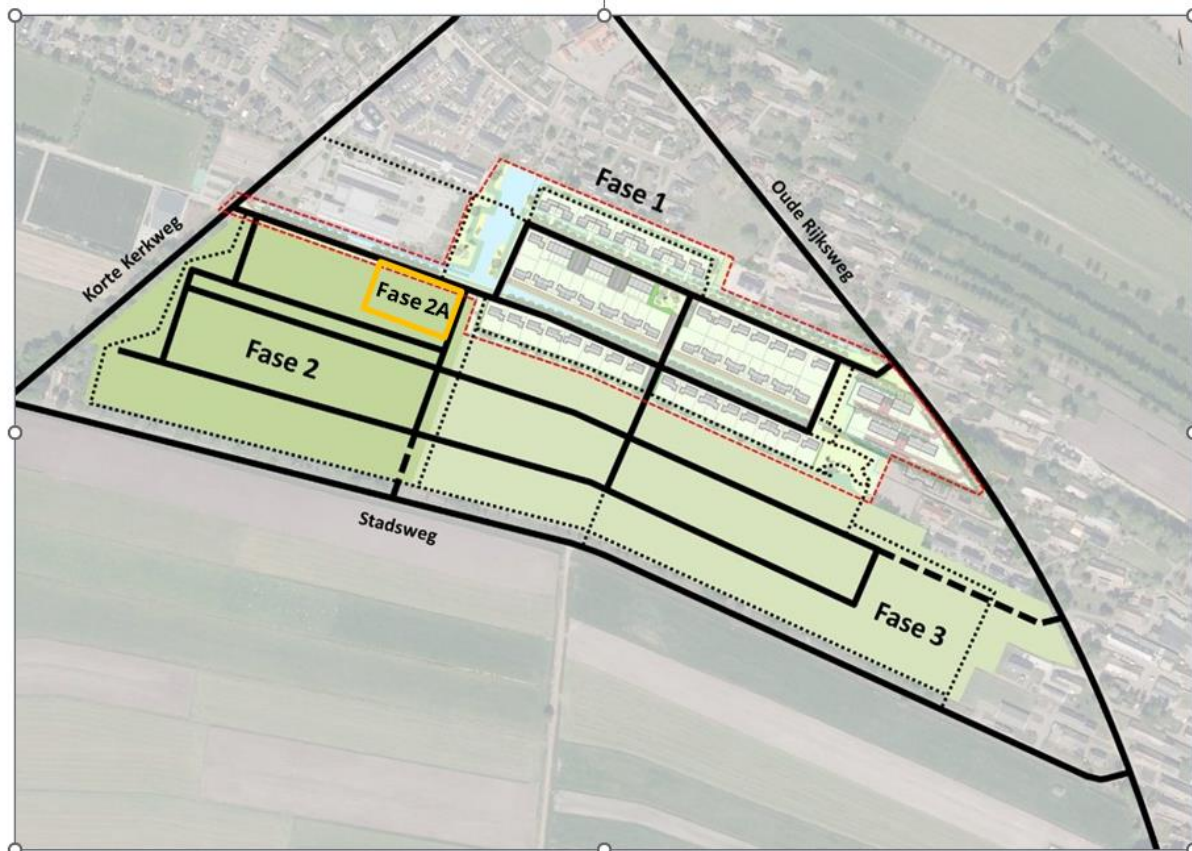 Fase 1
Oude Rijksweg
Korte Kerkweg
Fase 2A
Fase 2
Stadsweg
Fase 3